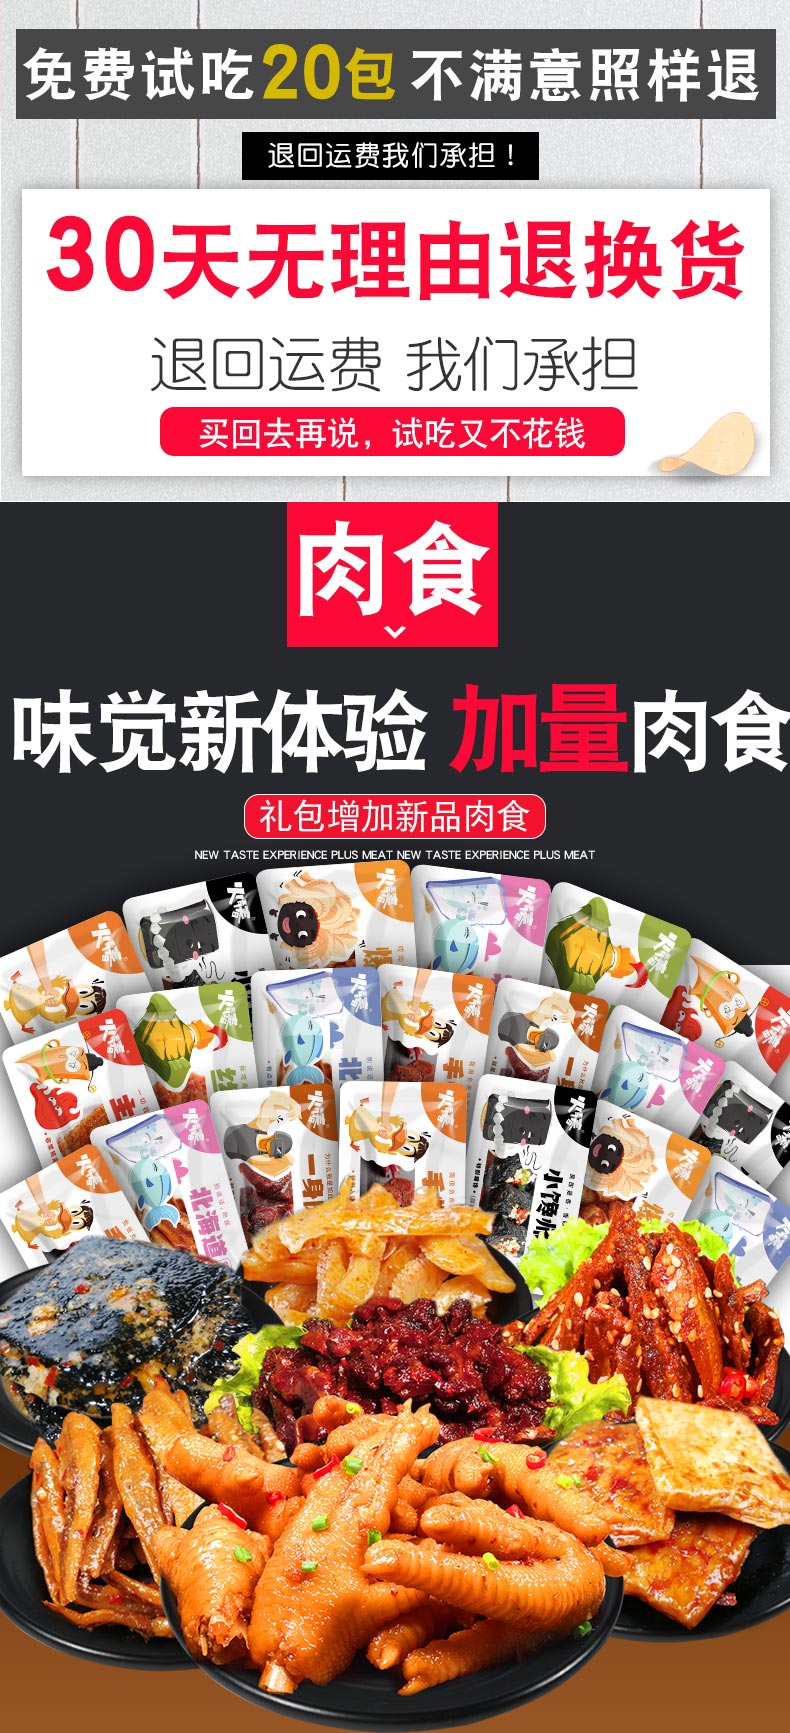 免费试吃20包 不满意照样退
退回运费我们承担！
30天无理由退换货
退回运费 我们承担
买回去再说，试吃又不花钱
肉食
味觉新体验 加量肉食
礼包增加新品肉食
NEW TASTE EXPERIENCE PLUS MEAT NEW TASTE EXPERIENCE PLUS MEAT
北海道
一身
小馋